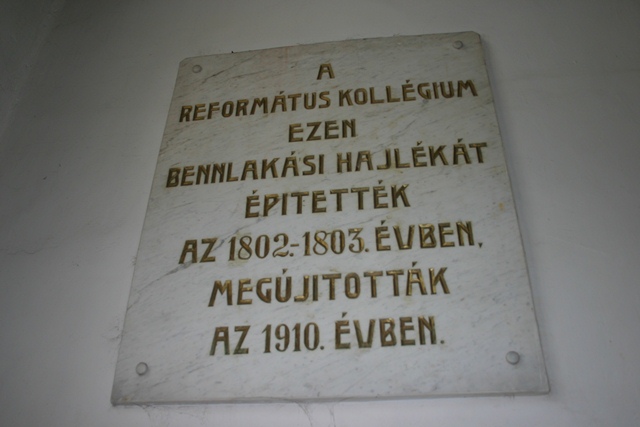 A
REFORMÁTUS KOLLÉGIUM
EZEN
BENNLAKÁSI HAJLÉKÁT
ÉPITETTÉK
AZ 1802.-1803. ÉVBEN,
MEGÚJITOTTÁK
AZ 1910. ÉVBEN.